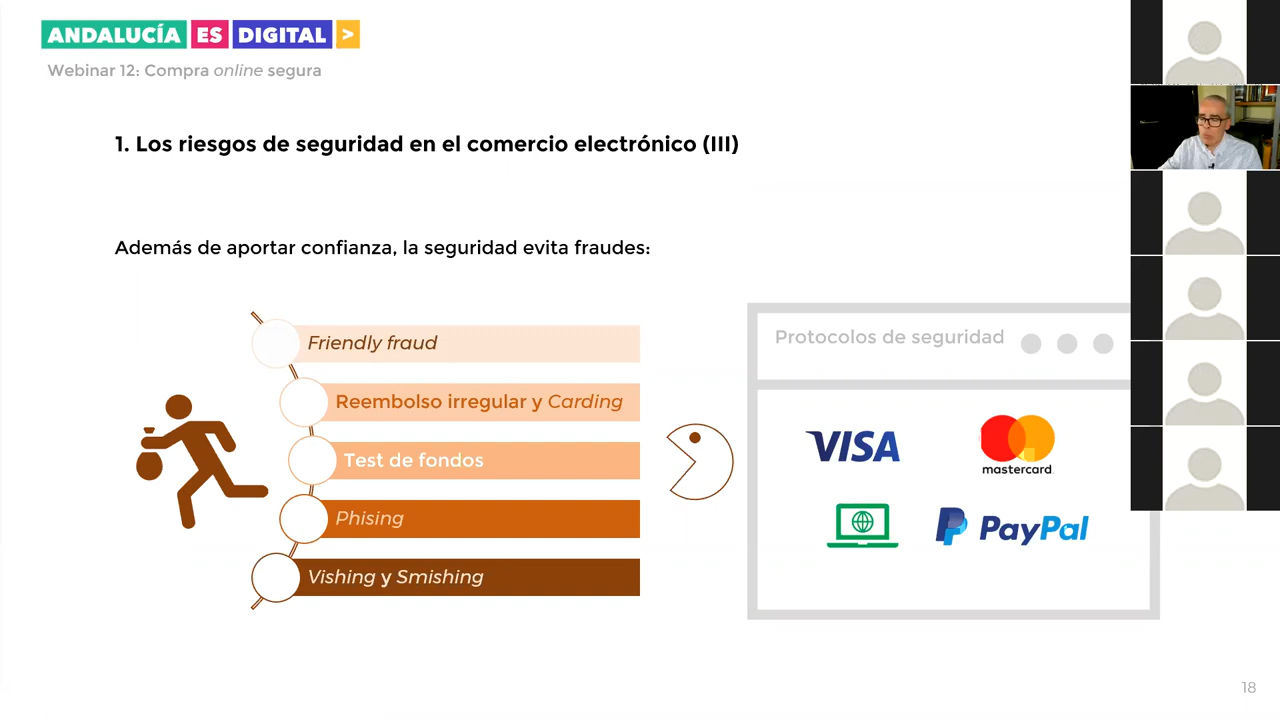 ANDALUCÍA ES DIGITAL >
Webinar 12: Compra online segura
1. Los riesgos de seguridad en el comercio electrónico (III)
Además de aportar confianza, la seguridad evita fraudes:
Friendly fraud
Reembolso irregular y Carding
Test de fondos
Phising
Vishing y Smishing
Protocolos de seguridad
VISA
mastercard
PayPal
18